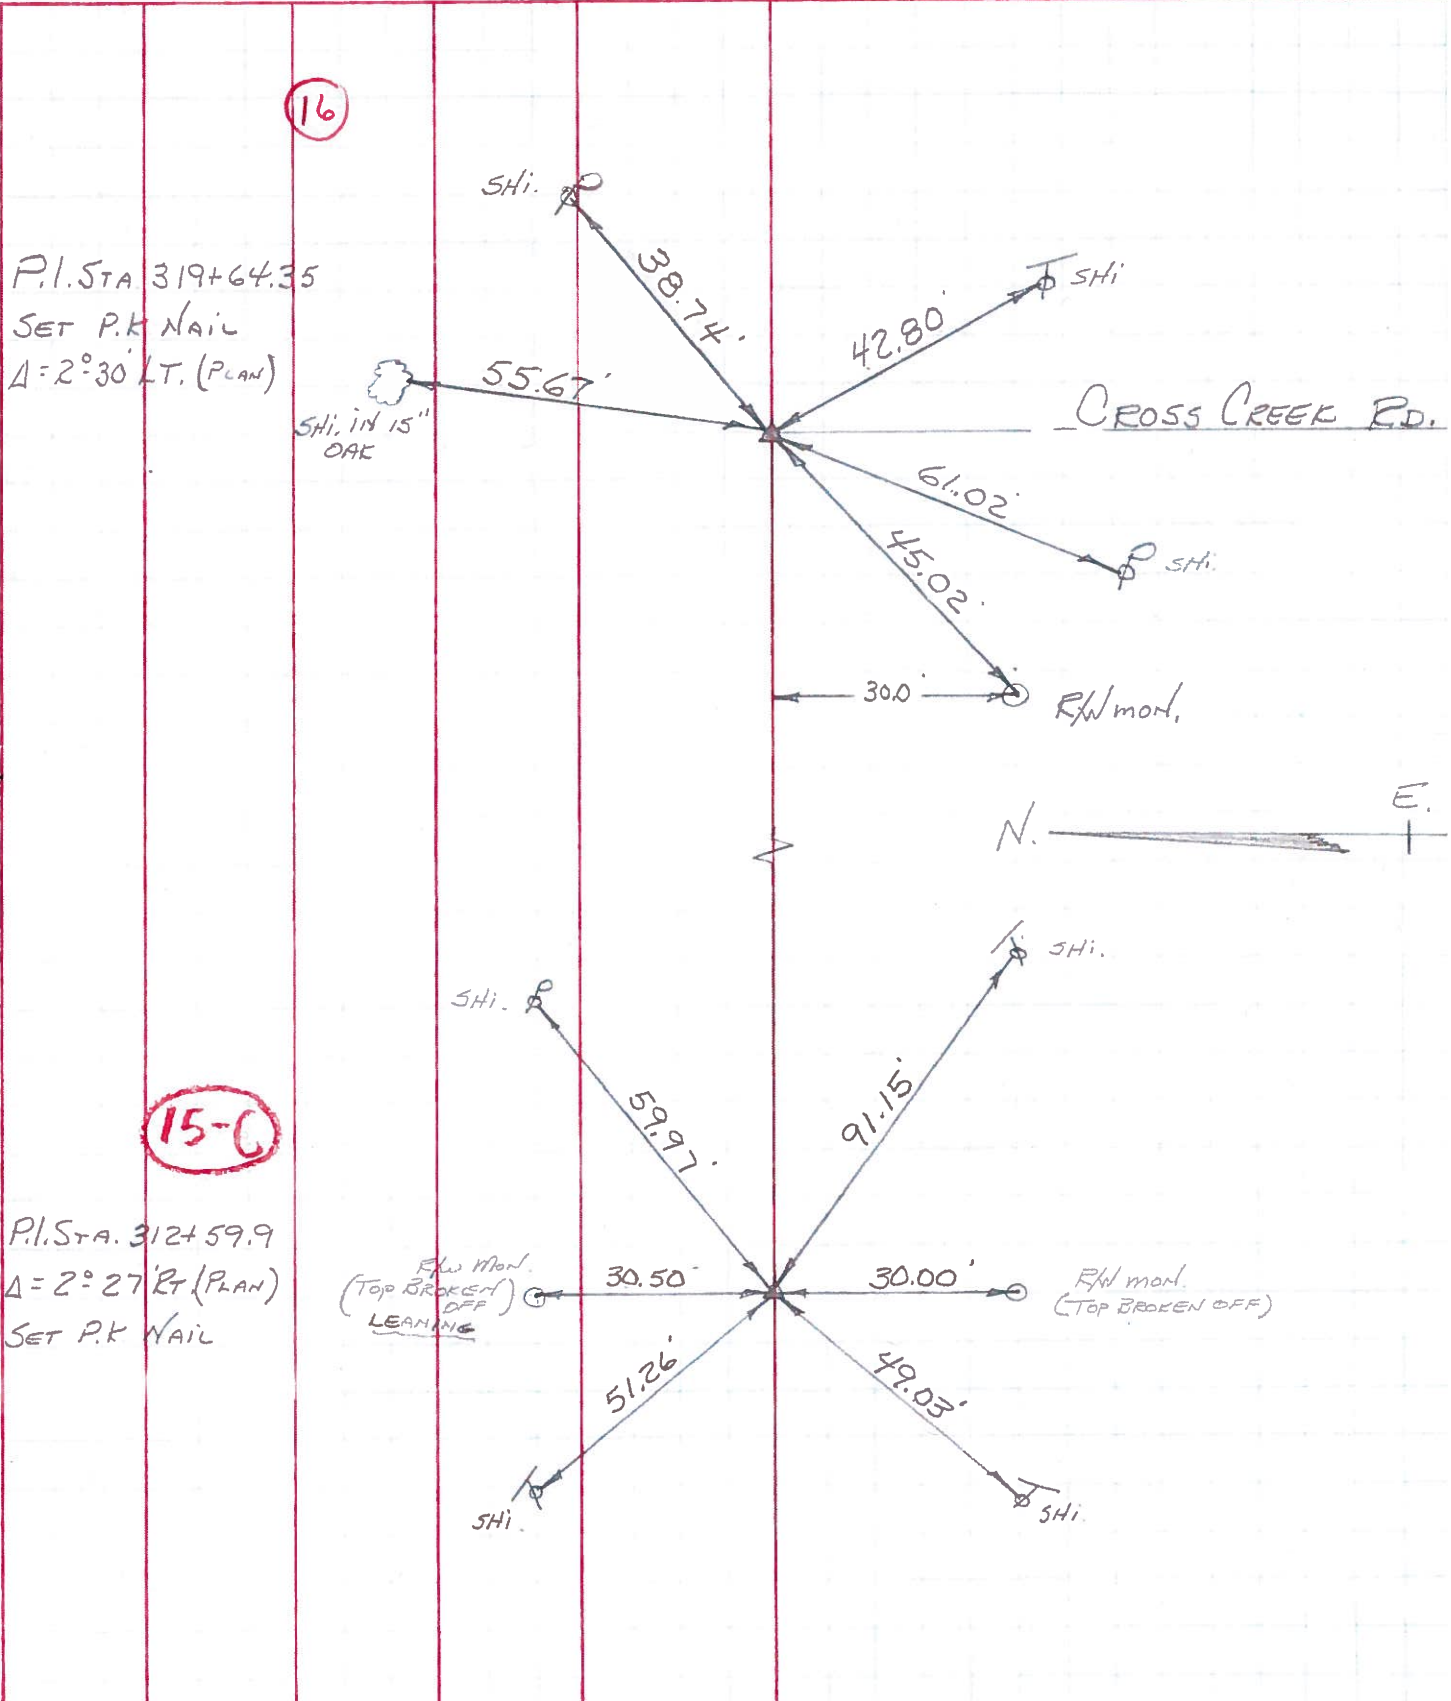 16
SHi.
P.I. STA 319+64.35
SET P.K NAIL
Δ=2°30' LT. (PLAN)
38.74'
SHI
42.80'
55.67'
SHi. IN 15"
OAK
CROSS CREEK RD.
61.02'
SHi.
45.02'
30.0'
R/W MON.
N.
E.
SHi.
SHi.
59.97'
91.15'
15-C
P.I. STA. 312+59.9
Δ=2°27' RT (PLAN)
SET P.K NAIL
R/W MON.
(TOP BROKEN)
OFF
LEANING
30.50'
30.00'
R/W MON.
(TOP BROKEN OFF)
51.26'
49.03'
SHi.
SHi.